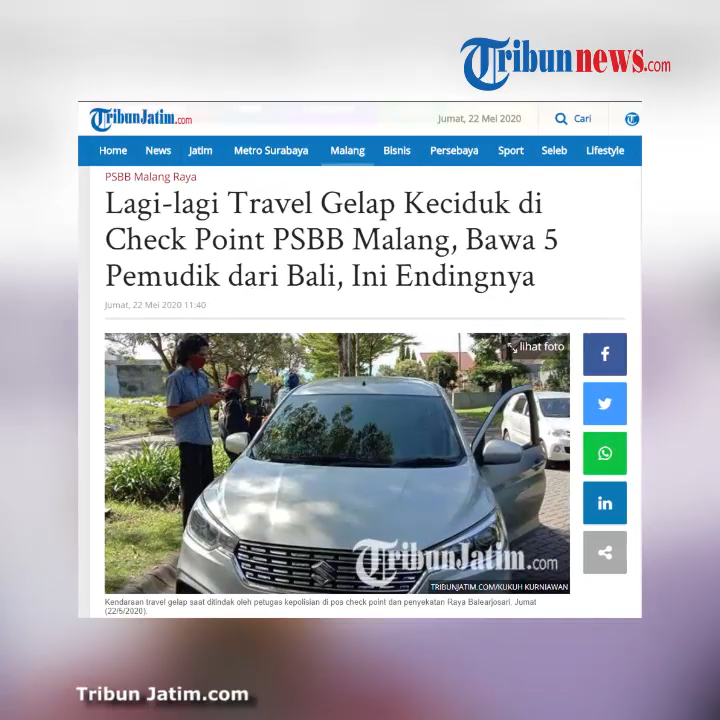 Tribunnews.com
TribunJatim.com
Jumat, 22 Mei 2020
Cari
Home News Jatim Metro Surabaya Malang Bisnis Persebaya Sport Seleb Lifestyle
PSBB Malang Raya
Lagi-lagi Travel Gelap Keciduk di
Check Point PSBB Malang, Bawa 5
Pemudik dari Bali, Ini Endingnya
Jumat, 22 Mei 2020 11:40
lihat foto
TribunJatim.com
TRIBUNJATIM.COM/KUKUH KURNIAWAN
Kendaraan travel gelap saat ditindak oleh petugas kepolisian di pos check point dan penyekatan Raya Balearjosari, Jumat
(22/5/2020).
Tribun Jatim.com